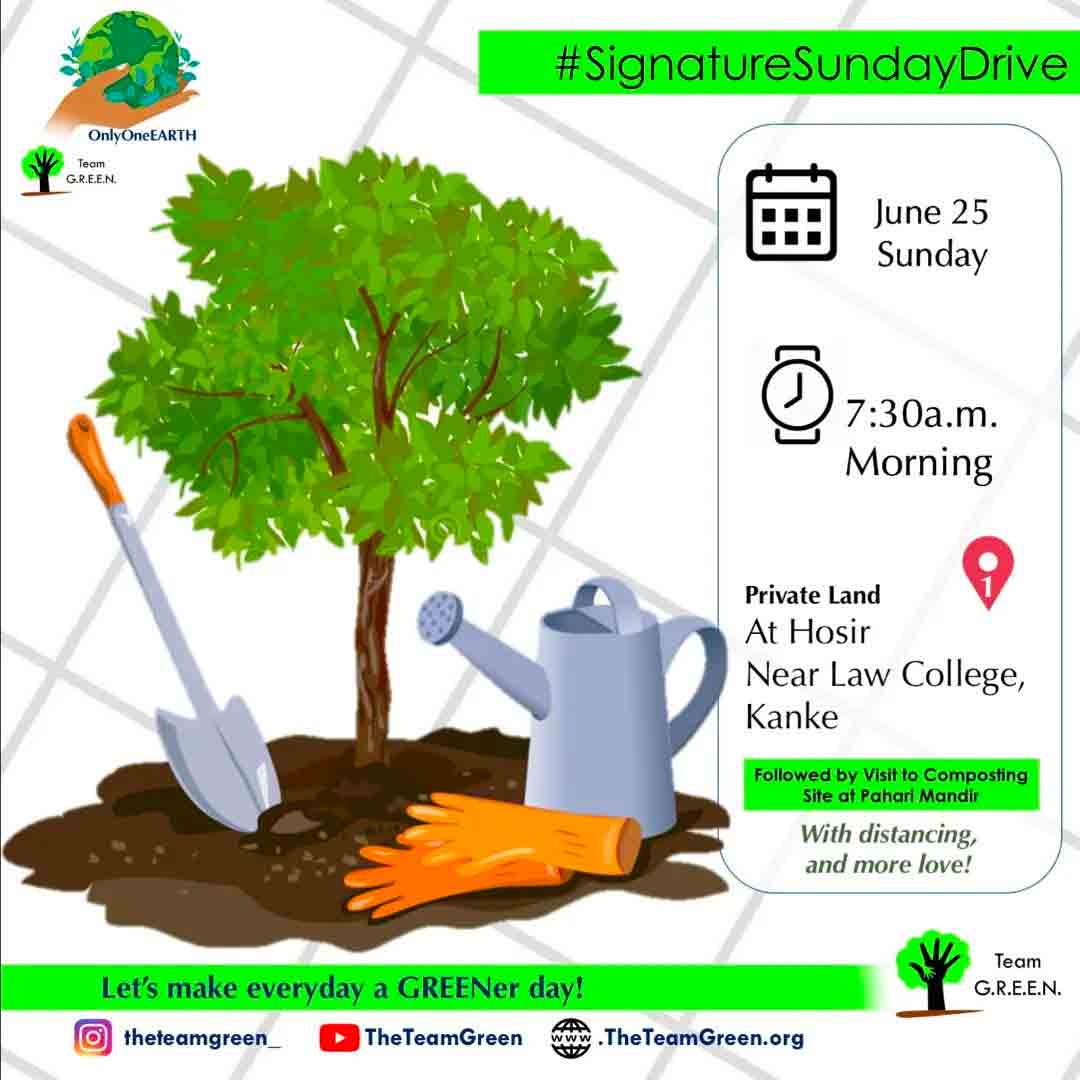 OnlyOneEARTH
Team
G.R.E.E.N.
#SignatureSundayDrive
June 25
Sunday
7:30a.m.
Morning
1
Private Land
At Hosir
Near Law College,
Kanke
Followed by Visit to Composting
Site at Pahari Mandir
With distancing,
and more love!
Let's make everyday a GREENer day!
Team
G.R.E.E.N.
theteamgreen_
TheTeamGreen
www.TheTeamGreen.org